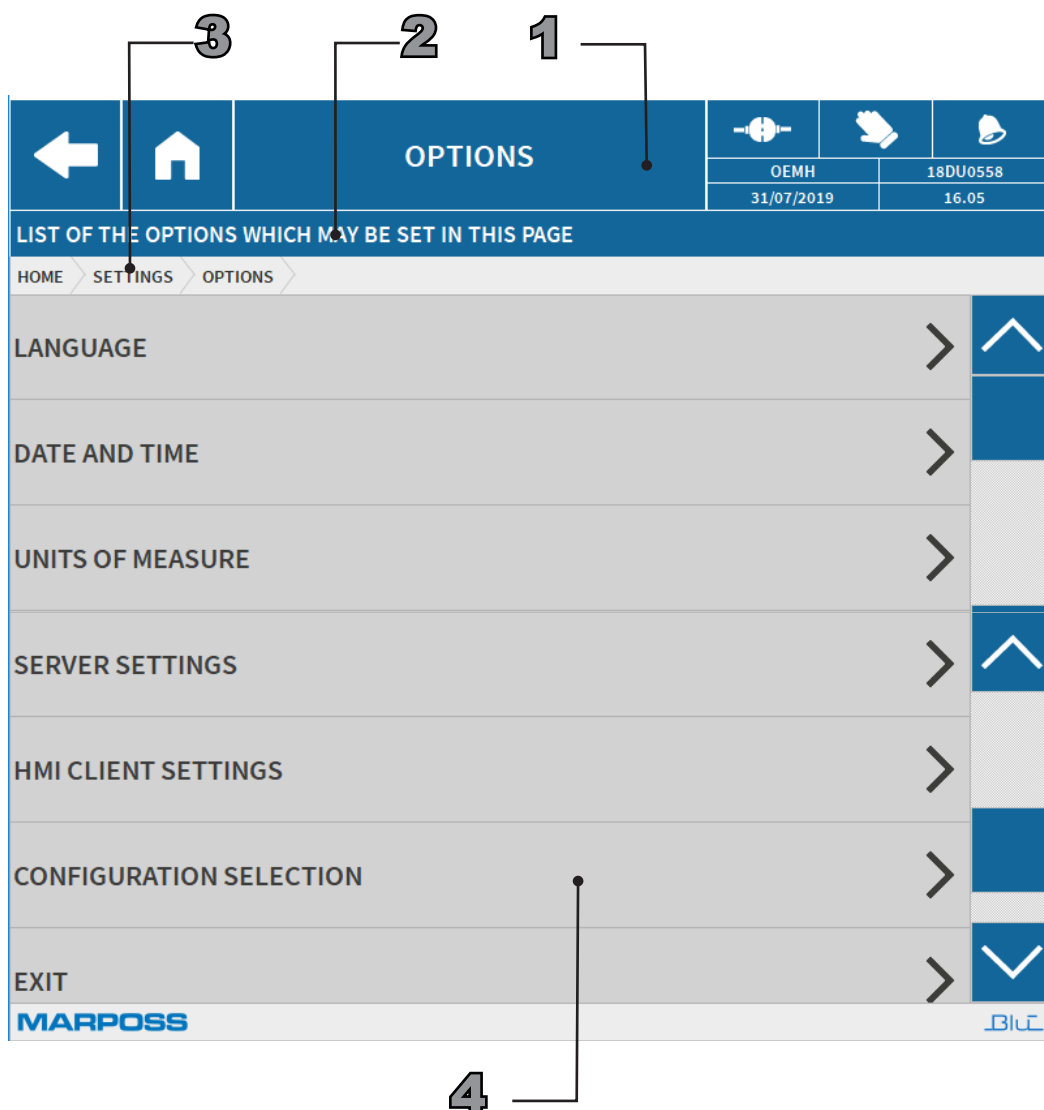 3 2 1
OPTIONS
OEMH 18DU0558
31/07/2019 16.05
LIST OF THE OPTIONS WHICH MAY BE SET IN THIS PAGE
HOME SETTINGS OPTIONS
LANGUAGE
DATE AND TIME
UNITS OF MEASURE
SERVER SETTINGS
HMI CLIENT SETTINGS
CONFIGURATION SELECTION
EXIT
MARPOSS Blú
4